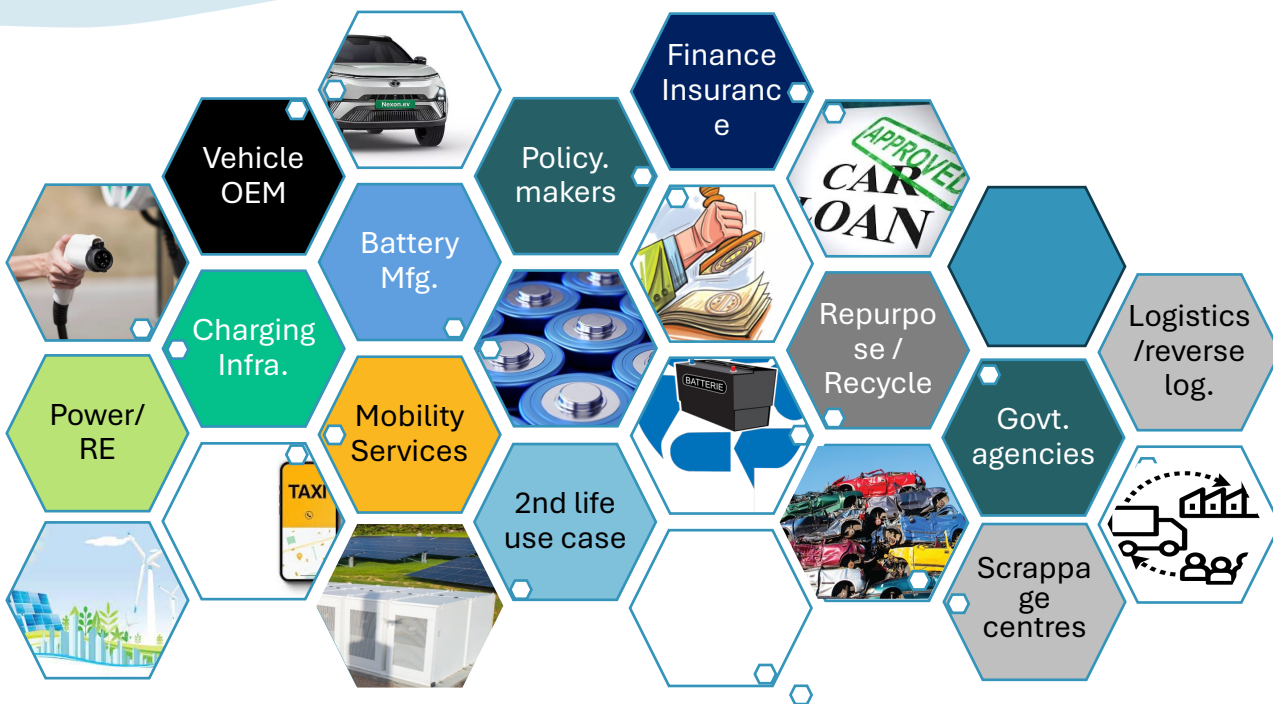 Finance
Insuranc
e
Nexon.ev
Vehicle
OEM
Policy.
makers
APPROVED
CAR
LOAN
Battery
Mfg.
Charging
Infra.
Repurpo
se /
Recycle
Logistics
/reverse
log.
BATTERIE
Power/
RE
Mobility
Services
Govt.
agencies
TAXI
2nd life
use case
Scrappa
ge
centres